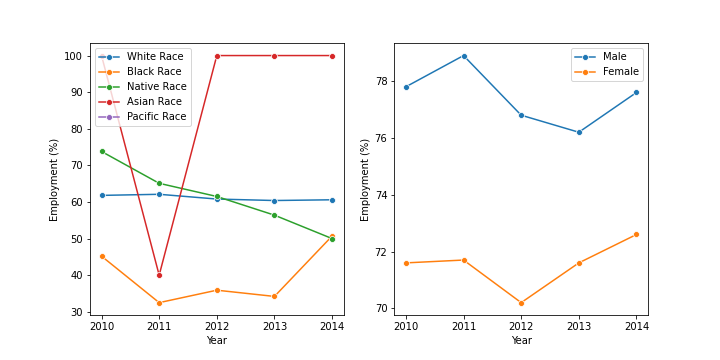 100
90
80
70
60
50
40
30
Employment (%)
White Race
Black Race
Native Race
Asian Race
Pacific Race
2010 2011 2012 2013 2014
Year
78
76
74
72
70
Employment (%)
Male
Female
2010 2011 2012 2013 2014
Year